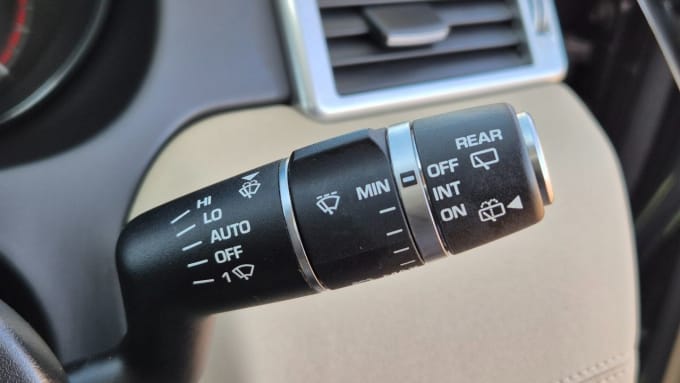 HI
LO
AUTO
OFF
1
MIN
REAR
OFF
INT
ON